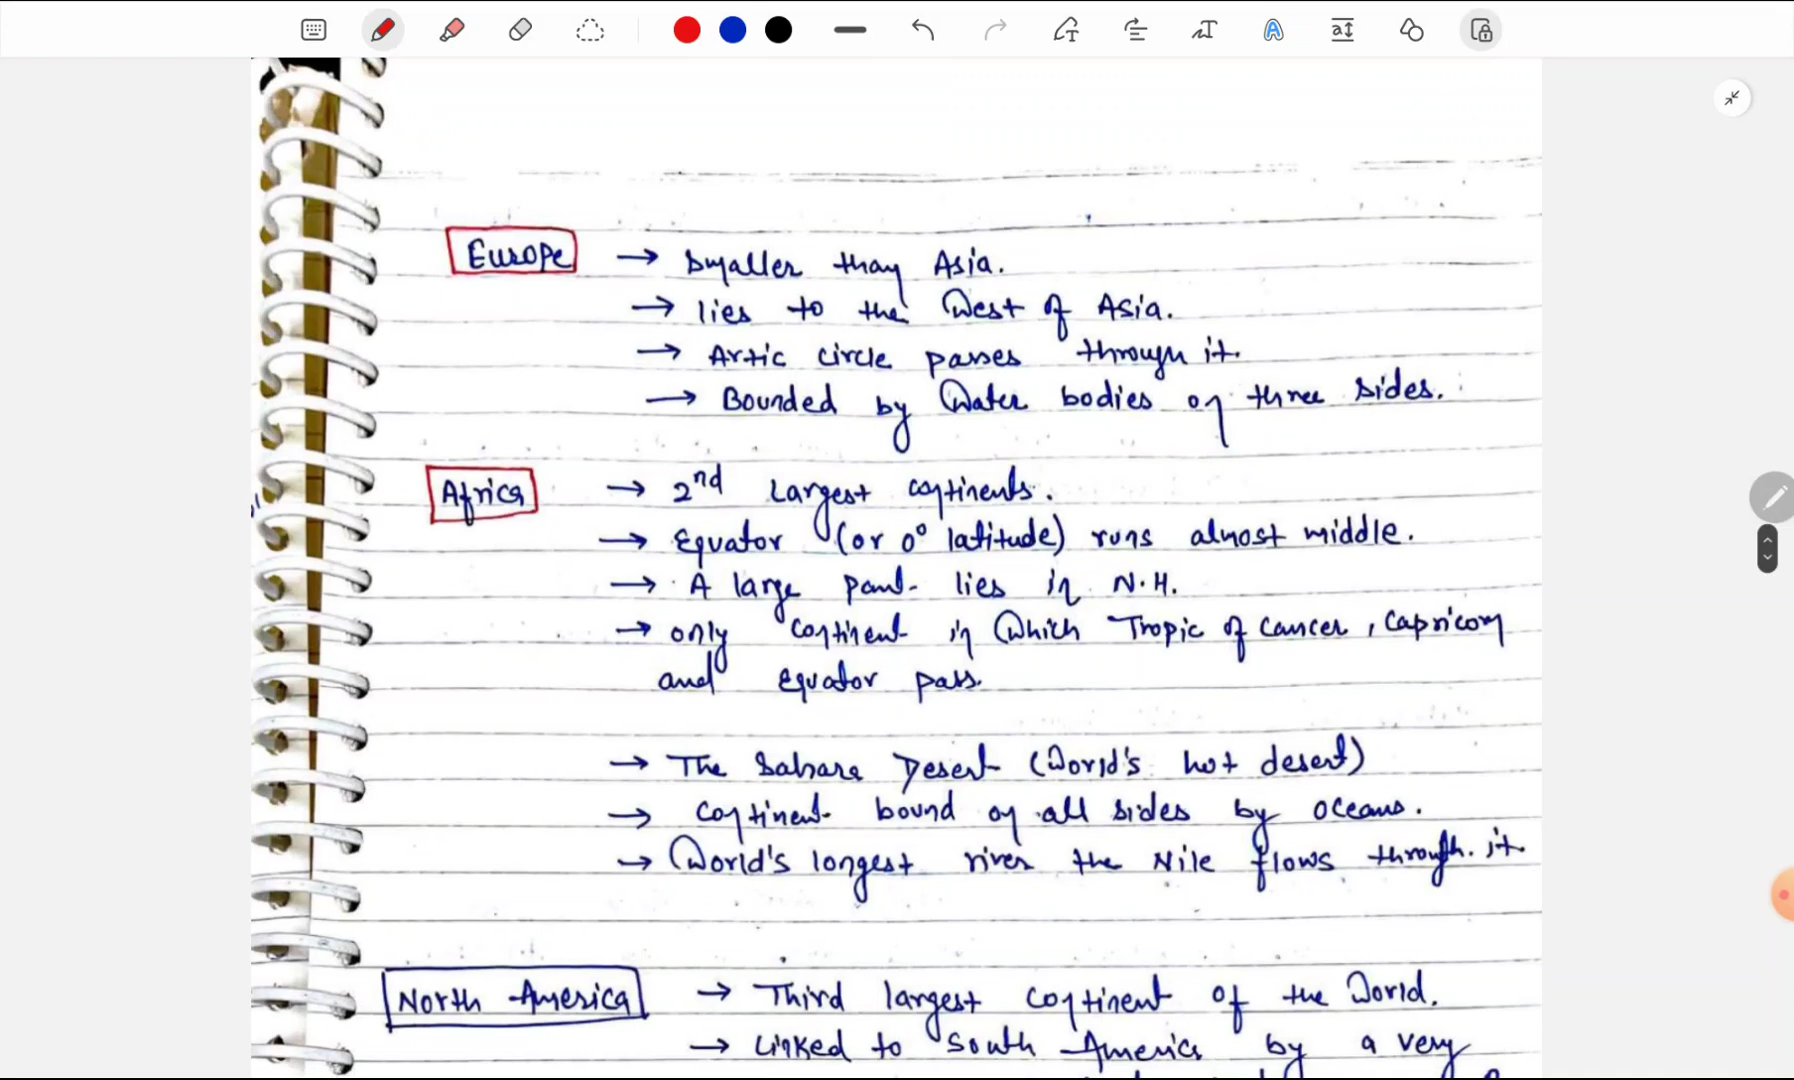 Europe → Smaller than Asia.
→ lies to the West of Asia.
→ Artic circle passes through it.
→ Bounded by Water bodies on three sides.
Africa → 2nd Largest continents.
→ Equator (or 0° latitude) runs almost middle.
→ A large part lies in N.H.
→ only continent in Which Tropic of Cancer, Capricorn
and Equator pass.
→ The Sahara Desert (World's hot desert)
→ Continent bound on all sides by oceans.
→ World's longest river the Nile flows through it
North America → Third largest continent of the World.
→ Linked to South America by a very